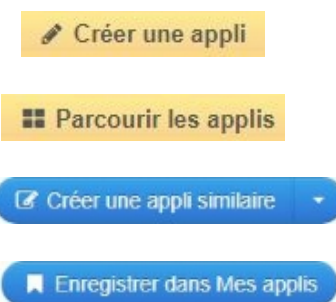 Créer une appli
Parcourir les applis
Créer une appli similaire
Enregistrer dans Mes applis